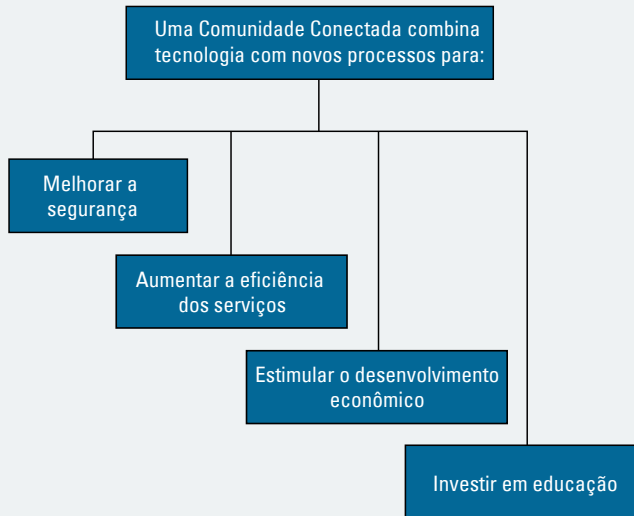 Uma Comunidade Conectada combina
tecnologia com novos processos para:
Melhorar a
segurança
Aumentar a eficiência
dos serviços
Estimular o desenvolvimento
econômico
Investir em educação